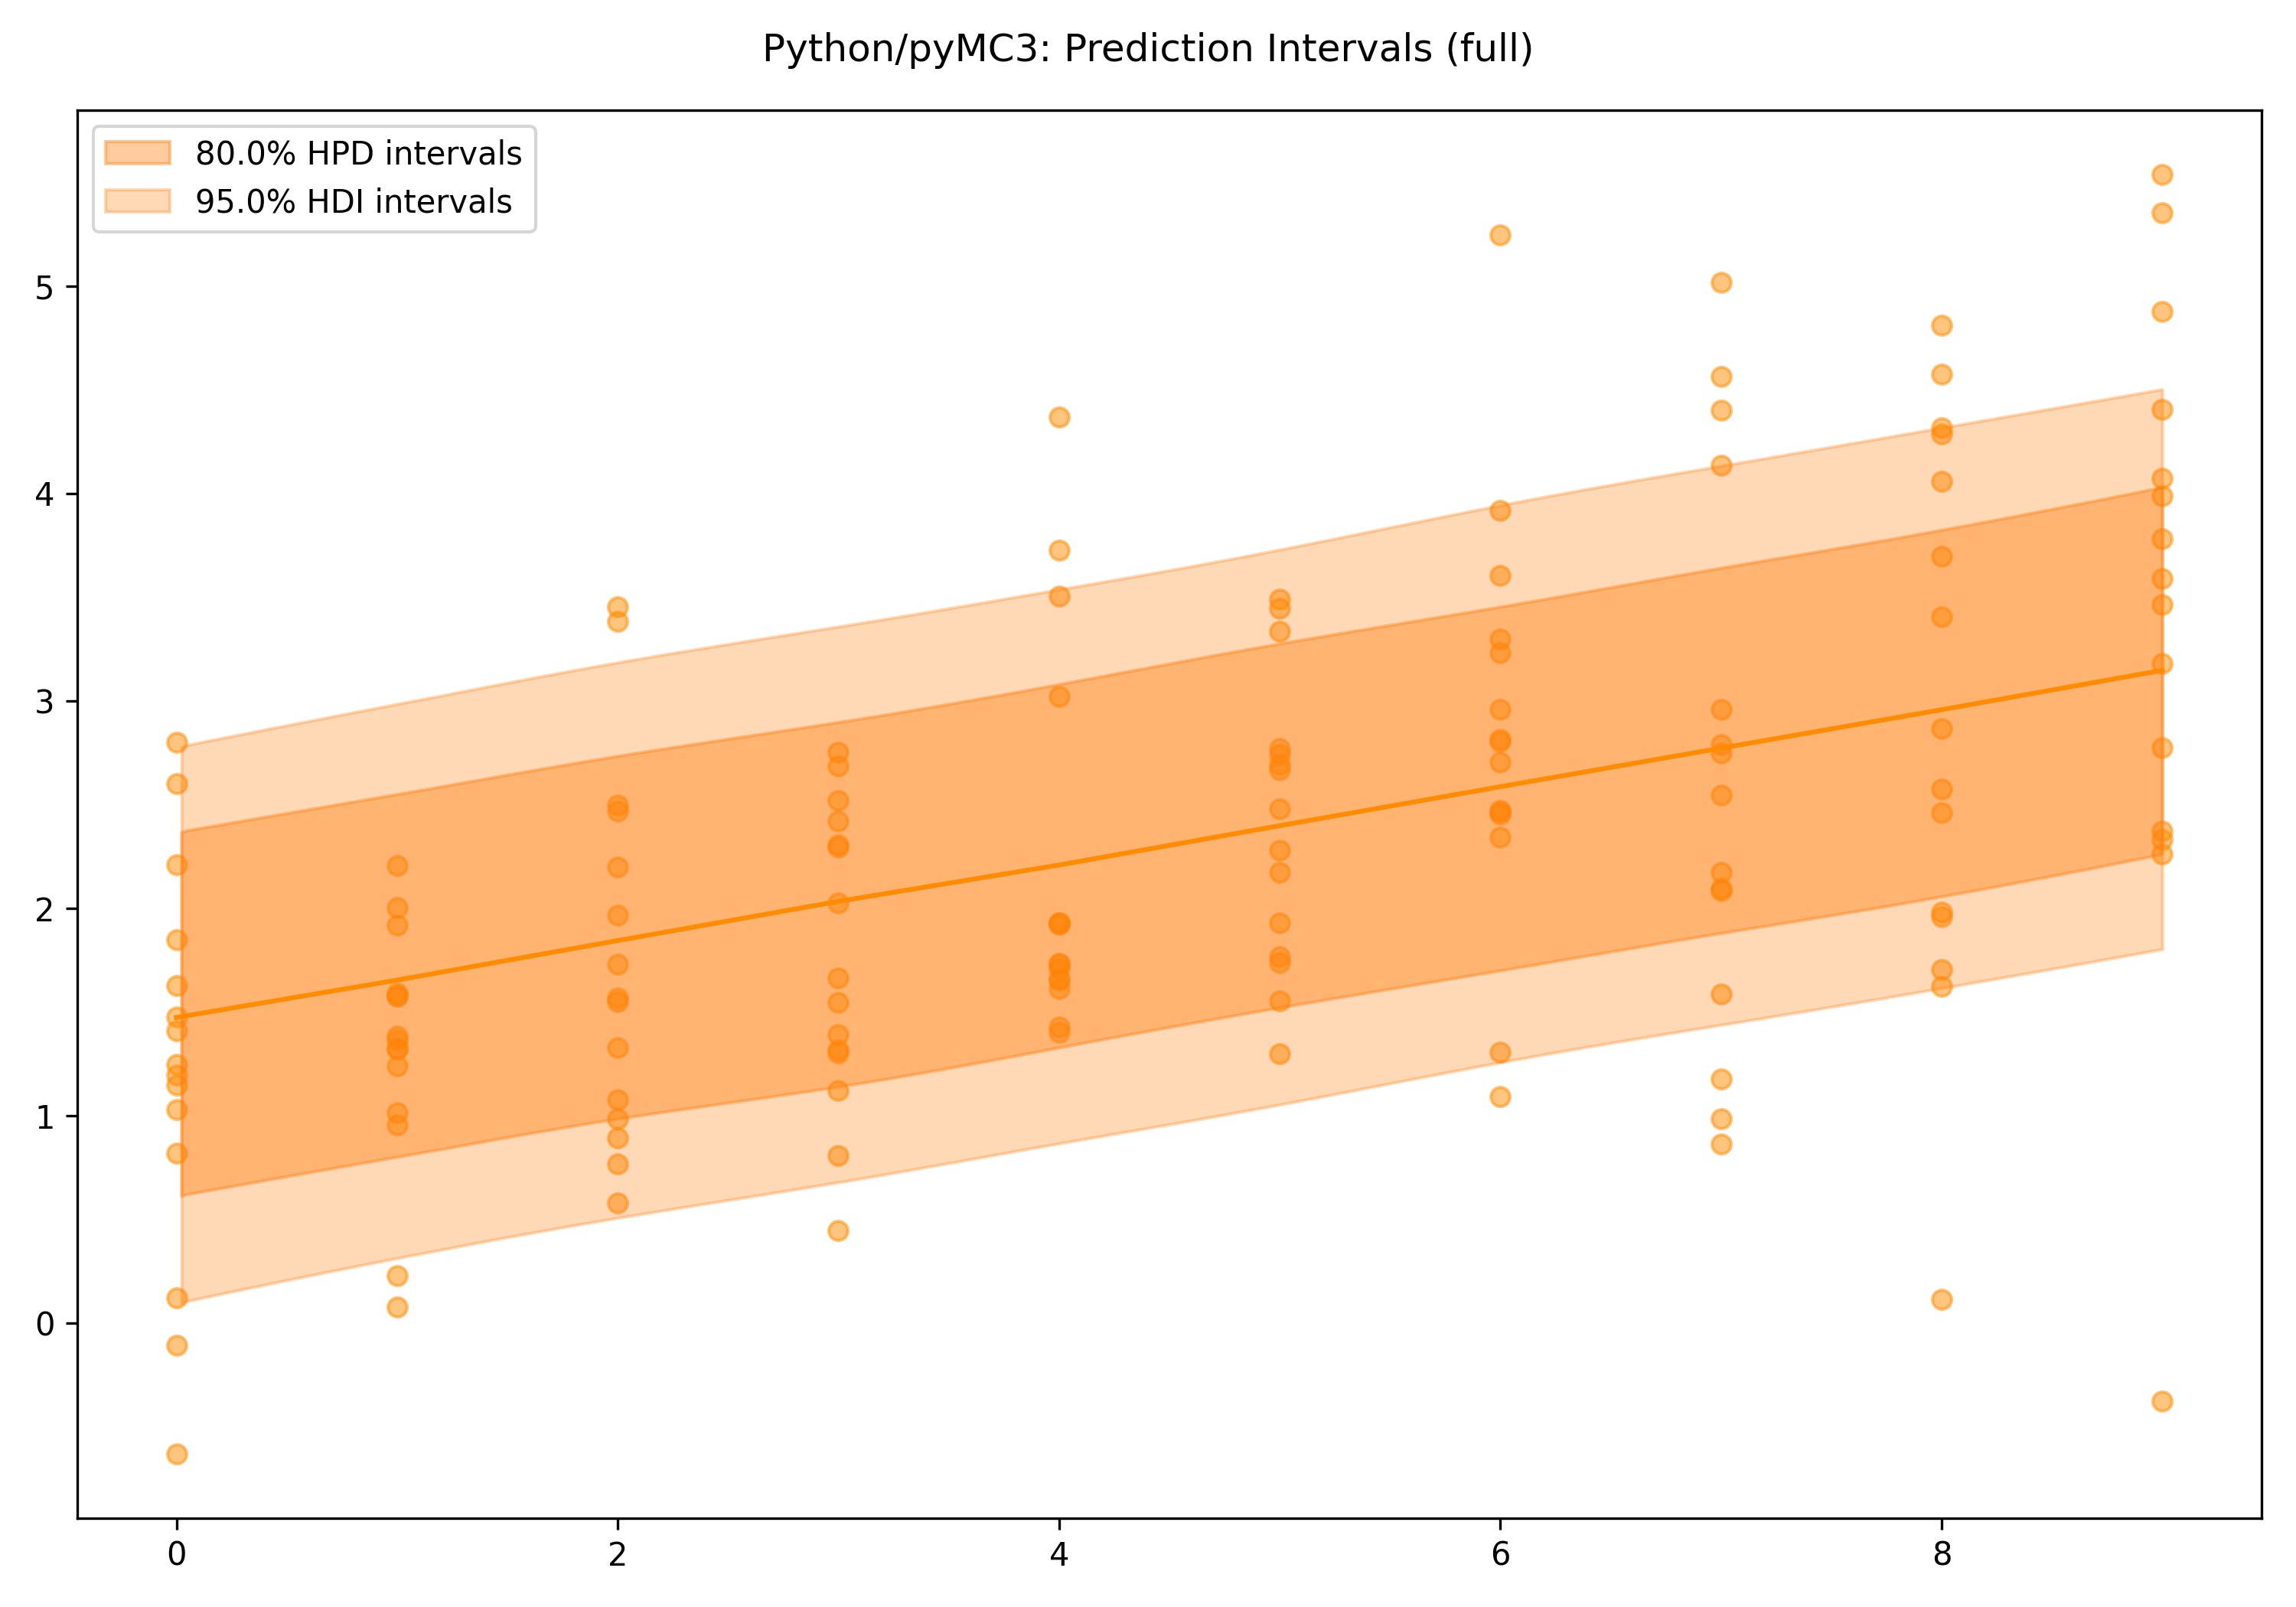 Python/pyMC3: Prediction Intervals (full)
80.0% HPD intervals
95.0% HDI intervals
5
4
3
2
1
0
0 2 4 6 8